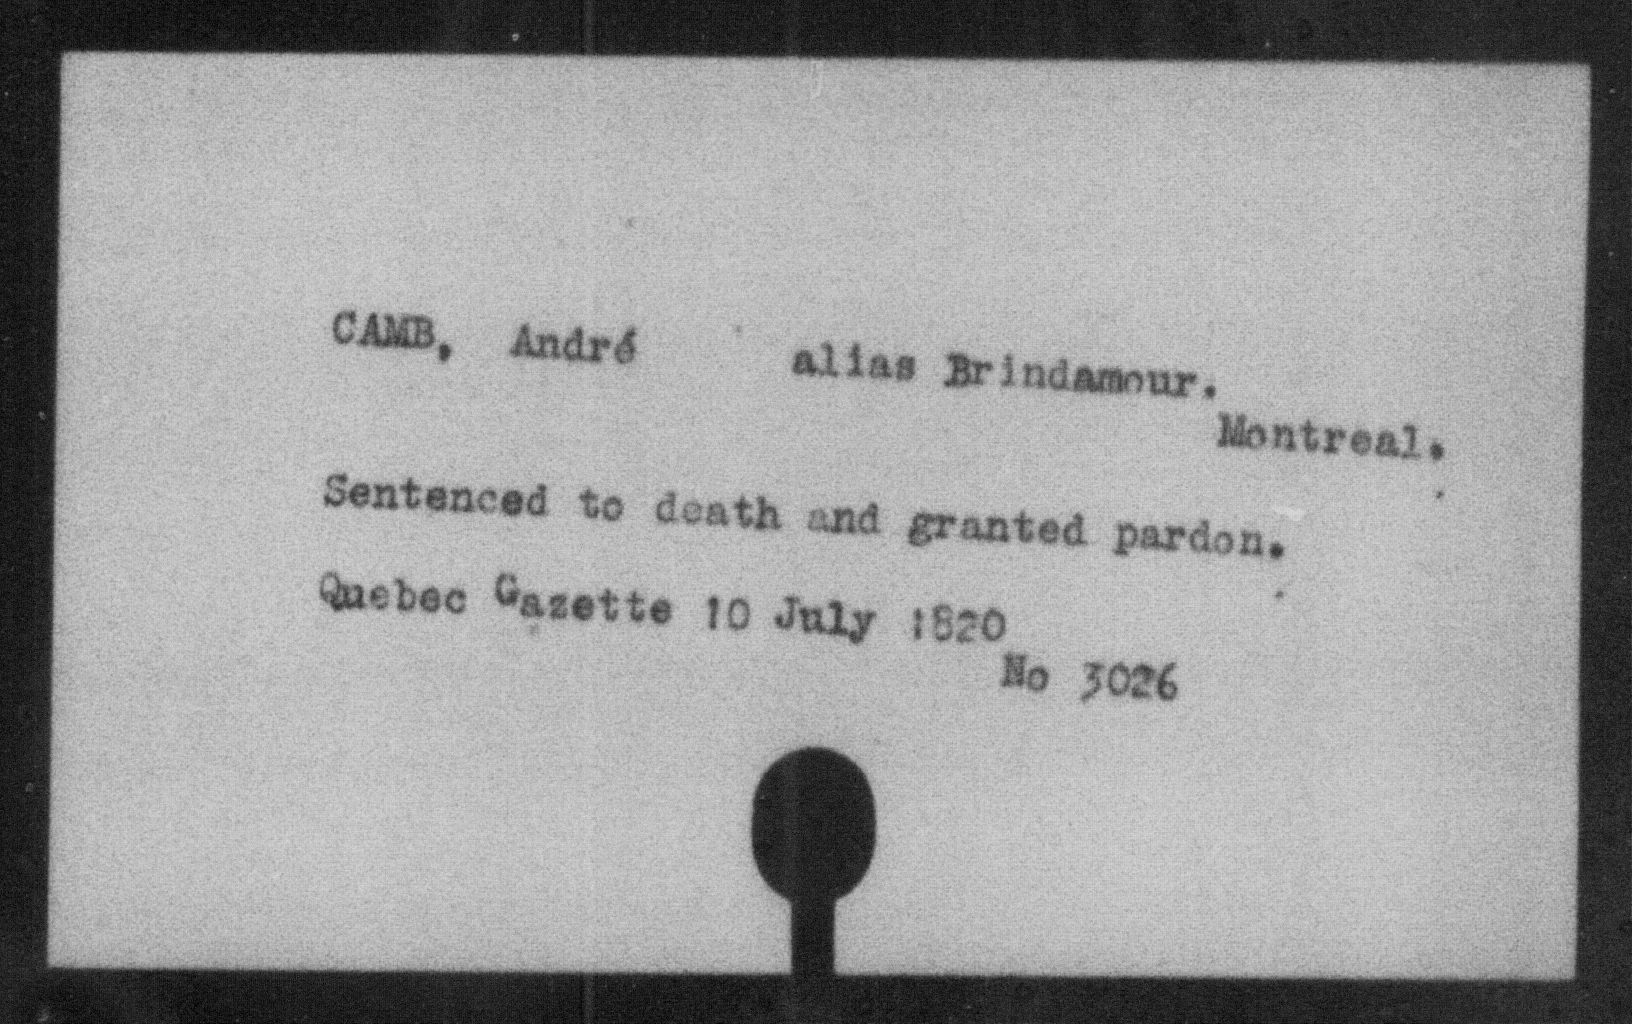 CAMB, André alias Brindamour.
Montreal.
Sentenced to death and granted pardon.
Quebec Gazette 10 July 1820
No 3026